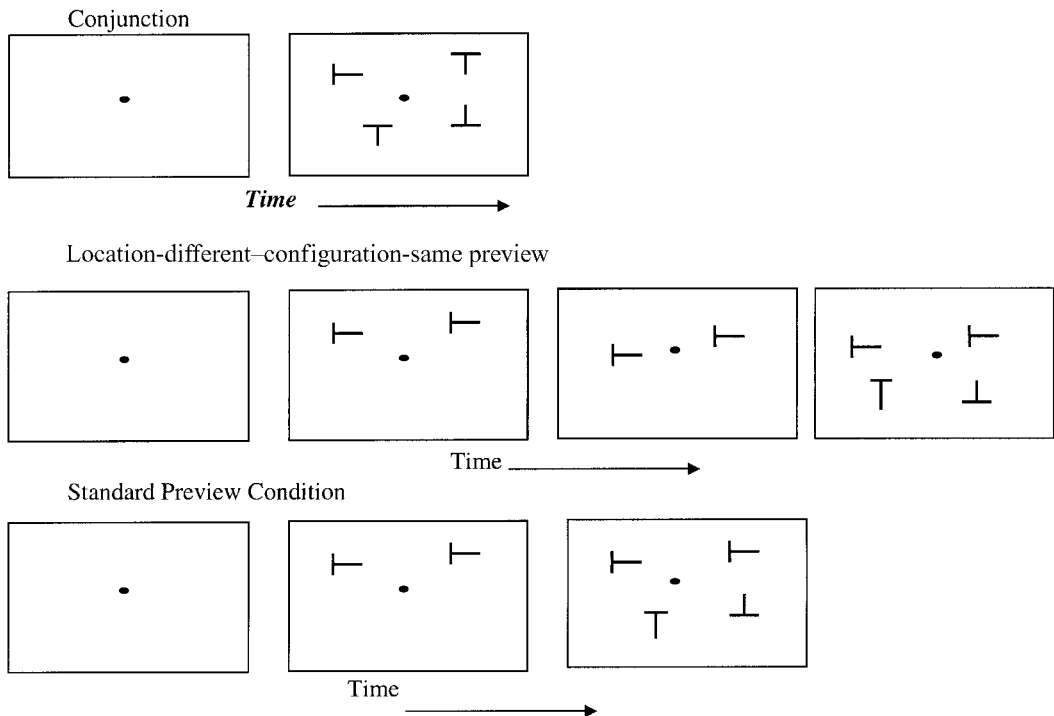 Conjunction
Time
Location-different–configuration-same preview
Time
Standard Preview Condition
Time